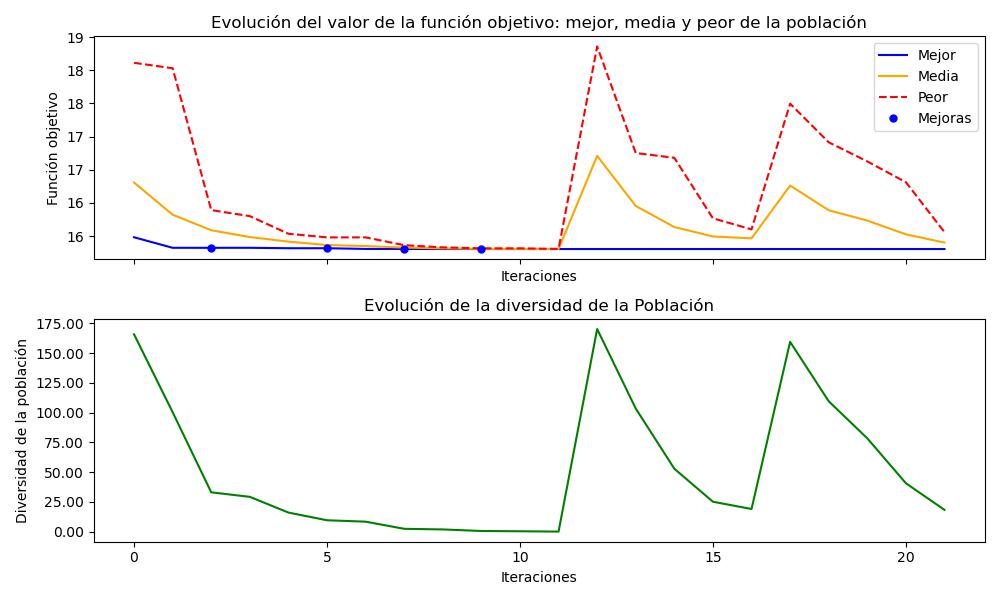 Evolución del valor de la función objetivo: mejor, media y peor de la población
Función objetivo
19
18
18
17
17
16
16
Mejor
Media
Peor
Mejoras
Iteraciones
Evolución de la diversidad de la Población
Diversidad de la población
175.00
150.00
125.00
100.00
75.00
50.00
25.00
0.00
0 5 10 15 20
Iteraciones